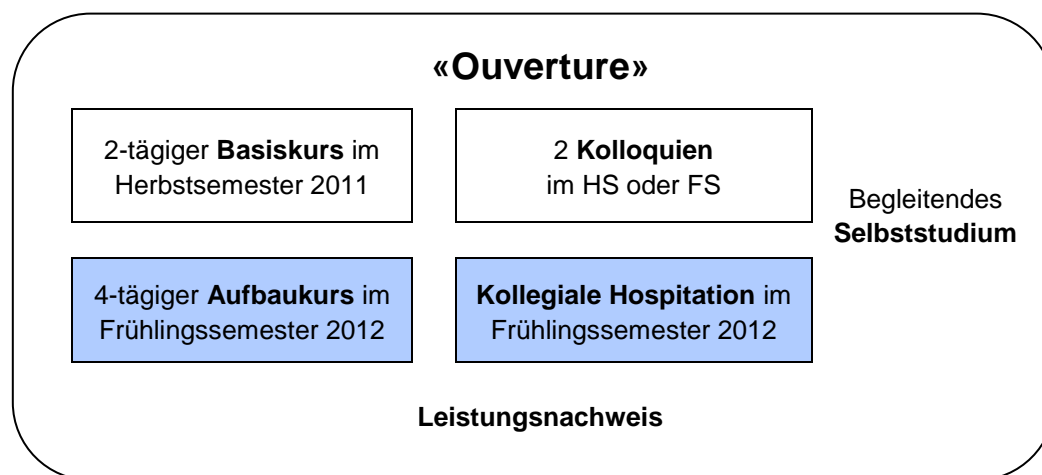 «Ouverture»
2-tägiger Basiskurs im
Herbstsemester 2011
2 Kolloquien
im HS oder FS
Begleitendes
Selbststudium
4-tägiger Aufbaukurs im
Frühlingssemester 2012
Kollegiale Hospitation im
Frühlingssemester 2012
Leistungsnachweis